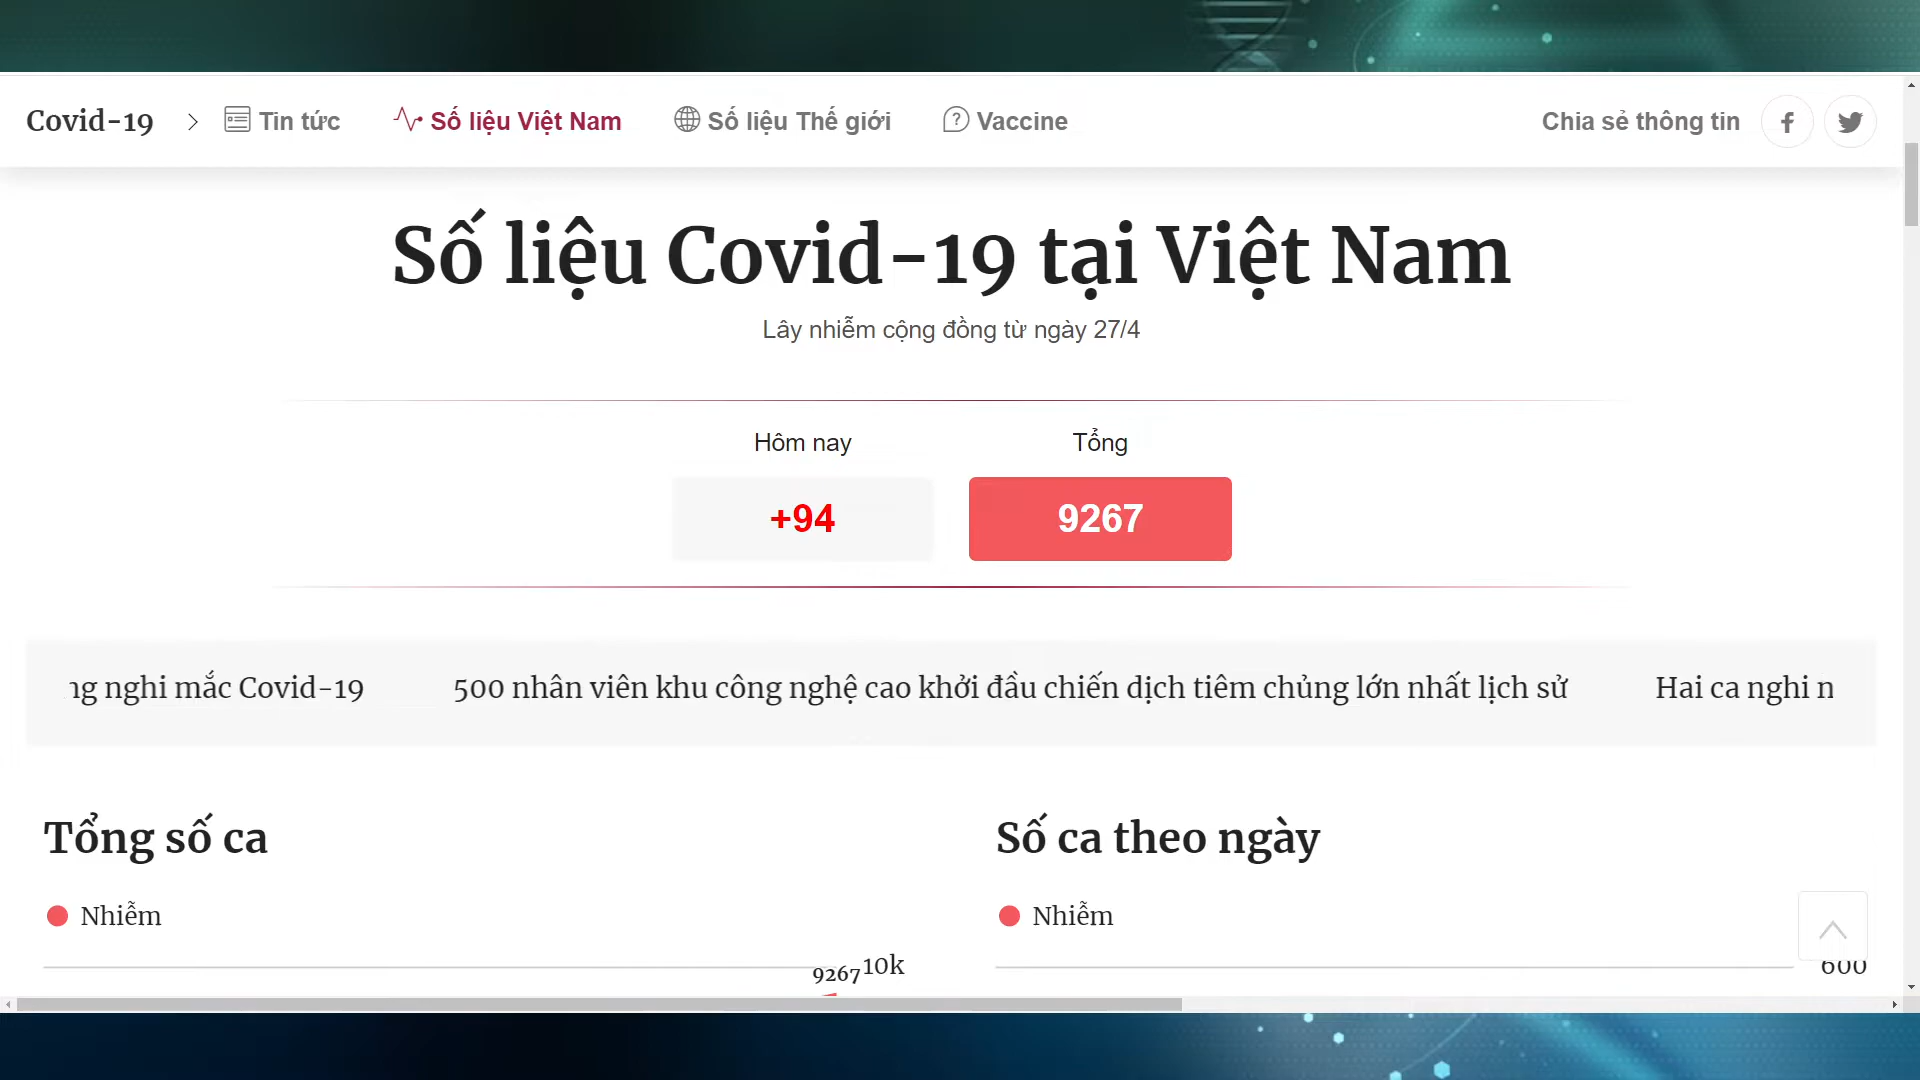 Covid-19
Tin tức
Số liệu Việt Nam
Số liệu Thế giới
Vaccine
Chia sẻ thông tin
Số liệu Covid-19 tại Việt Nam
Lây nhiễm cộng đồng từ ngày 27/4
Hôm nay
Tổng
+94
9267
nghi mắc Covid-19
500 nhân viên khu công nghệ cao khởi đầu chiến dịch tiêm chủng lớn nhất lịch sử
Hai ca nghi
Tổng số ca
Số ca theo ngày
Nhiễm
Nhiễm
9267
10k
600